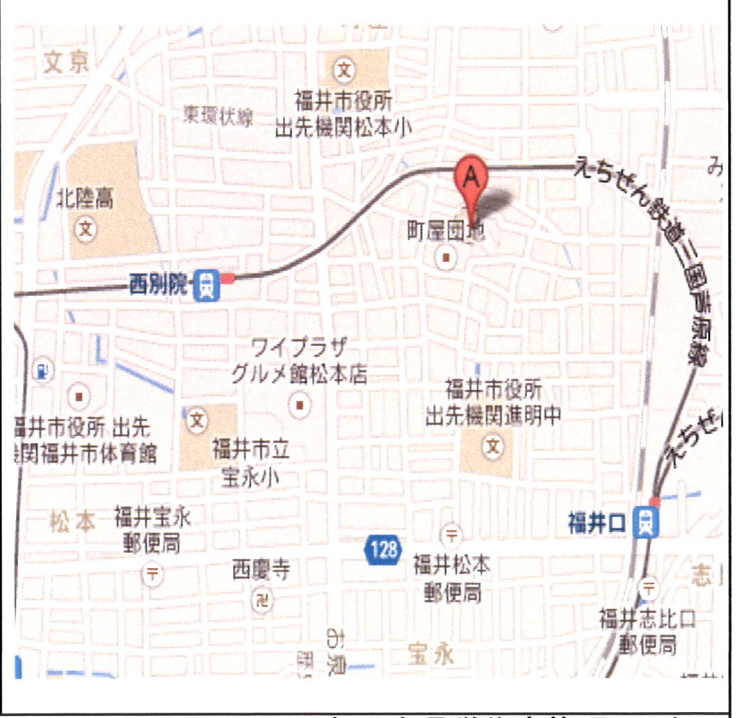 文京
福井市役所
出先機関松本小
東環状線
A
えちぜん鉄道三国芦原線
み
北陸高
文
町屋団地
西別院
ワイプラザ
グルメ館松本店
福井市役所
出先機関進明中
文
福井市役所 出先
機関福井市体育館
文
福井市立
宝永小
えちぜ
松本
福井宝永
郵便局
西慶寺
128
福井松本
郵便局
福井口
志
福井志比口
郵便局
宝永